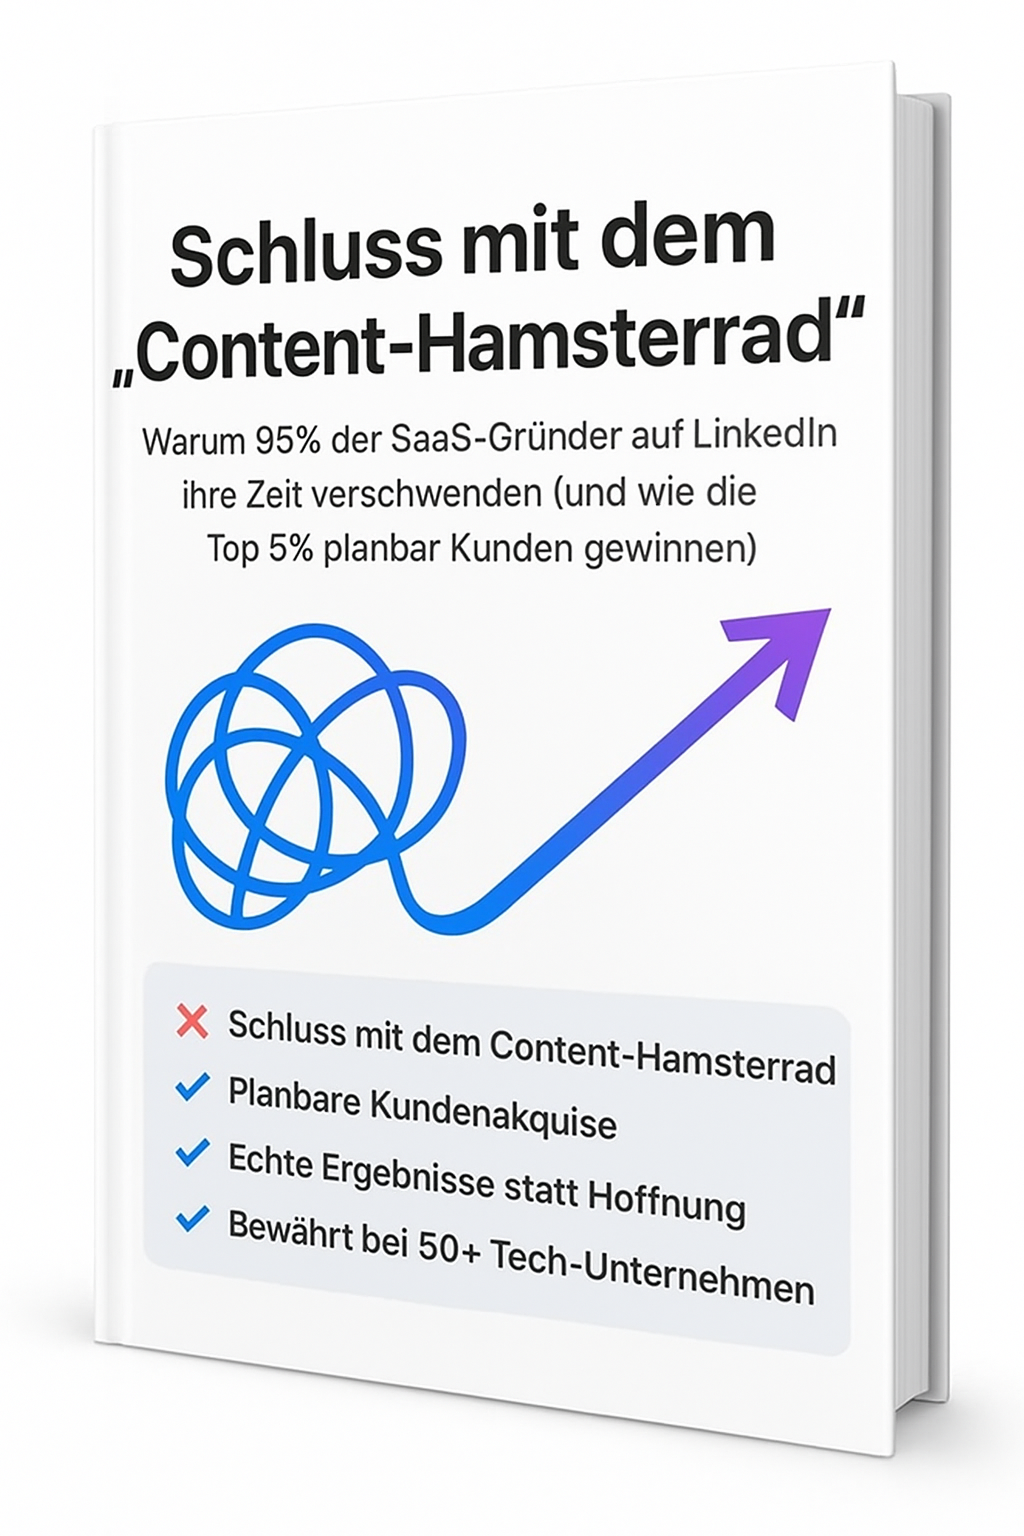 Schluss mit dem
„Content-Hamsterrad“
Warum 95% der SaaS-Gründer auf LinkedIn
ihre Zeit verschwenden (und wie die
Top 5% planbar Kunden gewinnen)
Schluss mit dem Content-Hamsterrad
Planbare Kundenakquise
Echte Ergebnisse statt Hoffnung
Bewährt bei 50+ Tech-Unternehmen